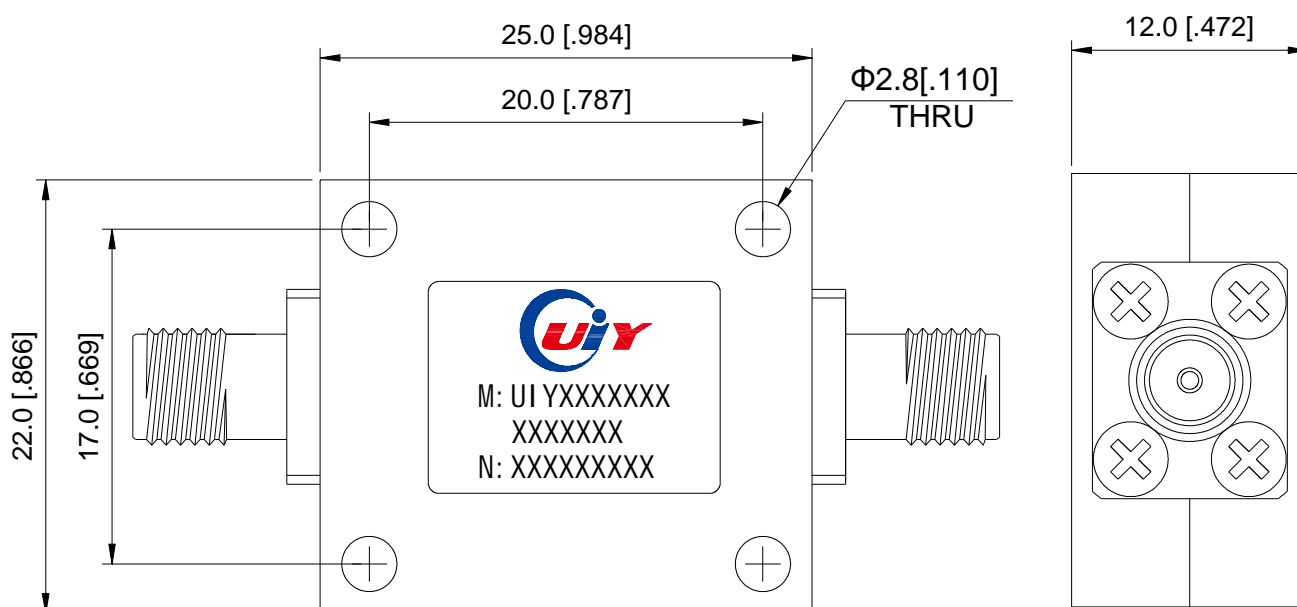 25.0 [.984]
12.0 [.472]
20.0 [.787]
Φ2.8[.110]
THRU
22.0 [.866]
17.0 [.669]
UiY
M: UIYXXXXXXX
XXXXXXX
N: XXXXXXXXX